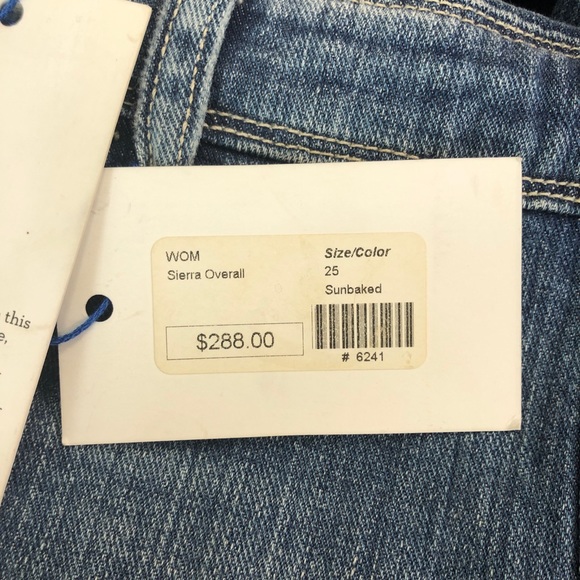 WOM
Sierra Overall
$288.00
Size/Color
25
Sunbaked
# 6241
this